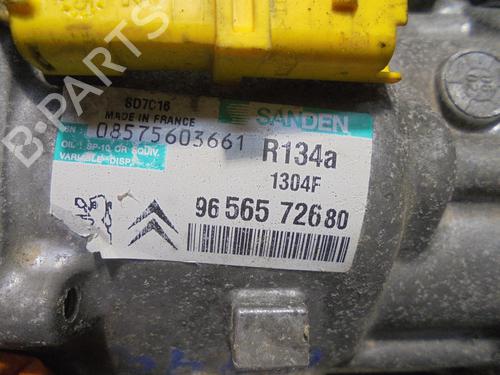 SD7C16
MADE IN FRANCE
SANDEN
SN: 08575603661
OIL: SP-10 OR EQUIV.
VARIABLE DISP.
R134a
1304F
96 565 726 80
B-PARTS